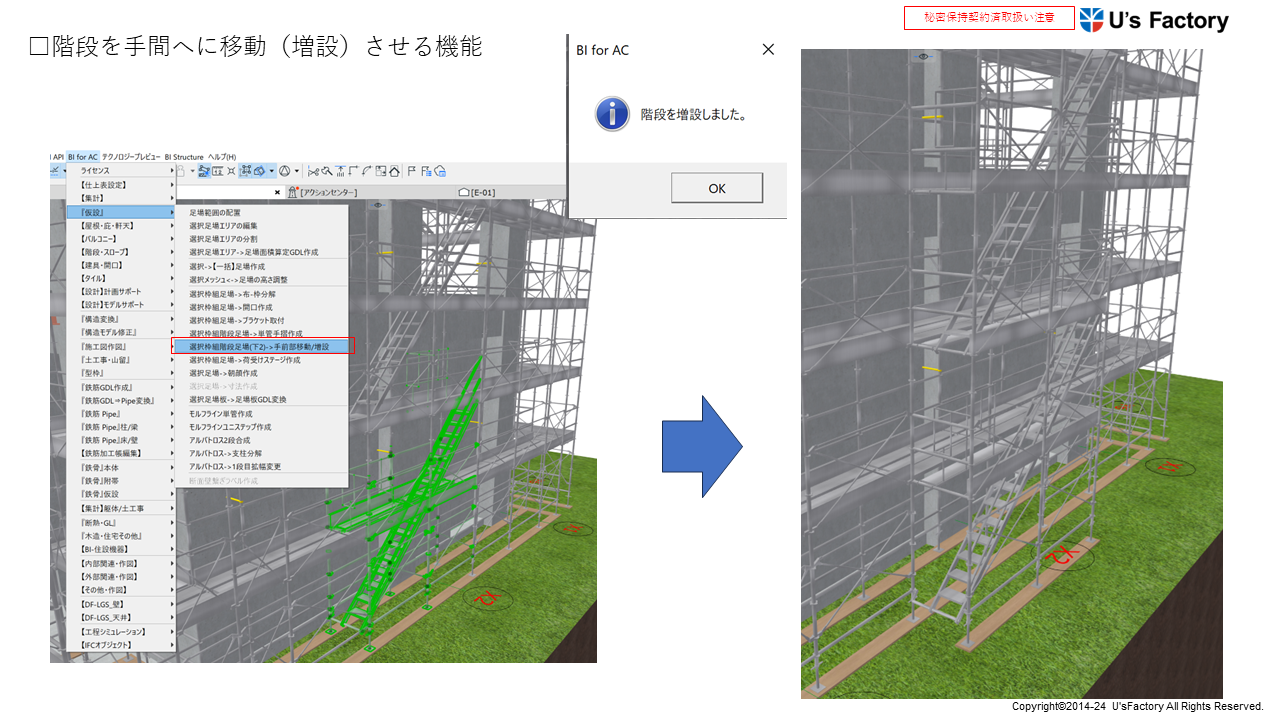 秘密保持契約済取扱い注意
U's Factory
□階段を手間へに移動（増設）させる機能
BI for AC
階段を増設しました。
OK
API BI for AC テクノロジープレビュー BI Structure ヘルプ(H)
[アクションセンター]
[E-01]
ライセンス
【仕上表設定】
【集計】
『仮設』
【屋根・庇・軒天】
【バルコニー】
【階段・スロープ】
【建具・開口】
【タイル】
【設計】計画サポート
【設計】モデルサポート
『構造変換』
『構造モデル修正』
『施工図作図』
『土工事・山留』
『型枠』
『鉄筋GDL作成』
『鉄筋GDL⇒Pipe変換』
『鉄筋 Pipe』
『鉄筋 Pipe』柱/梁
『鉄筋 Pipe』床/壁
【鉄筋加工帳編集】
『鉄骨』本体
『鉄骨』附帯
『鉄骨』仮設
【集計】躯体/土工事
『断熱・GL』
『木造・住宅その他』
【BI-住設機器】
【内部関連・作図】
【外部関連・作図】
【その他・作図】
【DF-LGS_壁】
【DF-LGS_天井】
【工程シミュレーション】
【IFCオブジェクト】
足場範囲の配置
選択足場エリアの編集
選択足場エリアの分割
選択足場エリア->足場面積算定GDL作成
選択->【一括】足場作成
選択メッシュ<->足場の高さ調整
選択枠組足場->布-枠分解
選択枠組足場->開口作成
選択枠組足場->ブラケット取付
選択枠組階段足場->単管手摺作成
選択枠組階段足場(下2)->手前部移動/増設
選択枠組足場->荷受けステージ作成
選択足場->朝顔作成
選択足場->寸法作成
選択足場板->足場板GDL変換
モルフライン単管作成
モルフラインユニステップ作成
アルバトロス2段合成
アルバトロス->支柱分解
アルバトロス->1段目拡幅変更
断面壁繋ぎラベル作成
X2
Copyright©2014-24 U'sFactory All Rights Reserved.